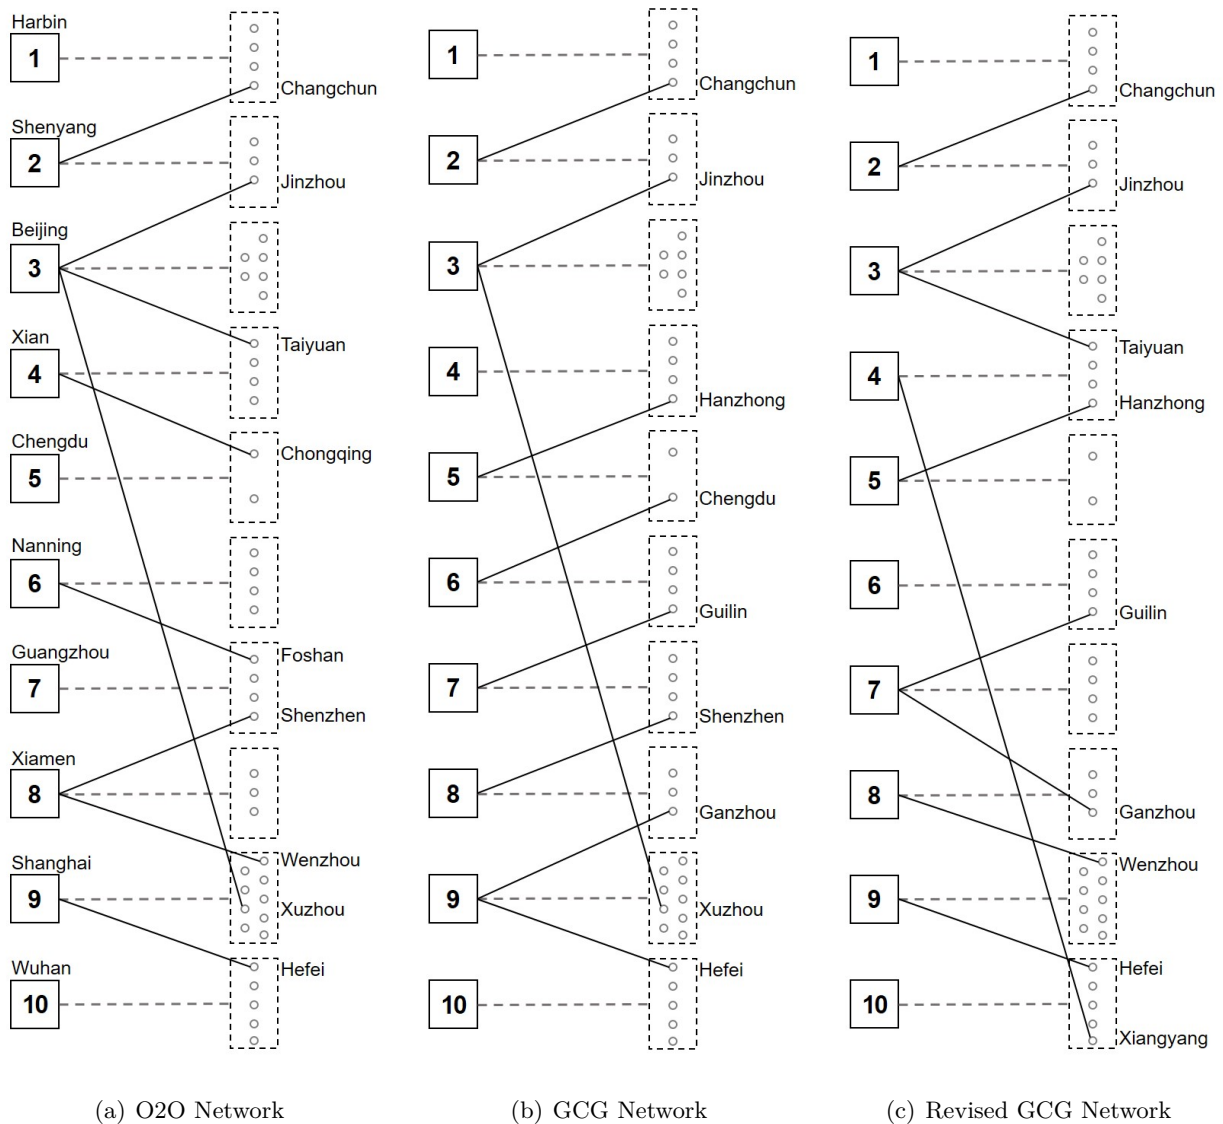 Harbin
1
Changchun
Shenyang
2
Jinzhou
Beijing
3
Xian
Taiyuan
4
Chengdu
Chongqing
5
Nanning
6
Guangzhou
Foshan
7
Shenzhen
Xiamen
8
Shanghai
Wenzhou
9
Xuzhou
Wuhan
Hefei
10
(a) O2O Network
1
Changchun
2
Jinzhou
3
4
Hanzhong
5
Chengdu
6
Guilin
7
Shenzhen
8
Ganzhou
9
Xuzhou
Hefei
10
(b) GCG Network
1
Changchun
2
Jinzhou
3
Taiyuan
4
Hanzhong
5
6
Guilin
7
8
Ganzhou
Wenzhou
9
Hefei
10
Xiangyang
(c) Revised GCG Network